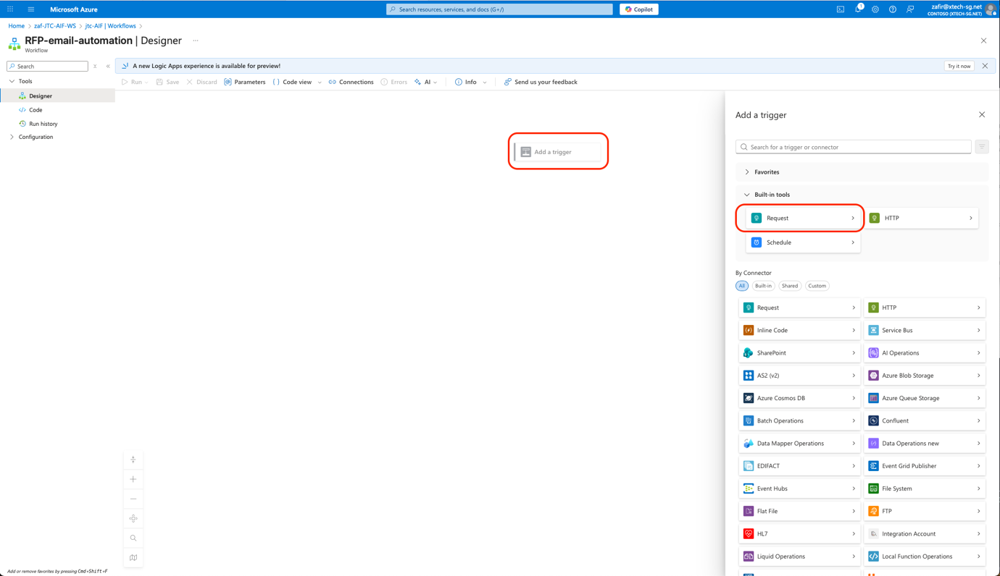 Microsoft Azure
Search resources, services, and docs (G+/)
Copilot
1
zafir@xtech-sg.net
CONTOSO (XTECH-SG.NET)
Home > zaf-JTC-AIF-WS > jtc-AIF | Workflows >
RFP-email-automation | Designer ...
Workflow
Search
A new Logic Apps experience is available for preview!
Try it now
Tools
Designer
Code
Run history
Configuration
Run
Save
Discard
Parameters
Code view
Connections
Errors
AI
Info
Send us your feedback
Add a trigger
Add a trigger
Search for a trigger or connector
Favorites
Built-in tools
Request
HTTP
Schedule
By Connector
All
Built-in
Shared
Custom
Request
HTTP
Inline Code
Service Bus
SharePoint
AI Operations
AS2 (v2)
Azure Blob Storage
Azure Cosmos DB
Azure Queue Storage
Batch Operations
Confluent
Data Mapper Operations
Data Operations new
EDIFACT
Event Grid Publisher
Event Hubs
File System
Flat File
FTP
HL7
Integration Account
Liquid Operations
Local Function Operations
Add or remove favorites by pressing Cmd+Shift+F